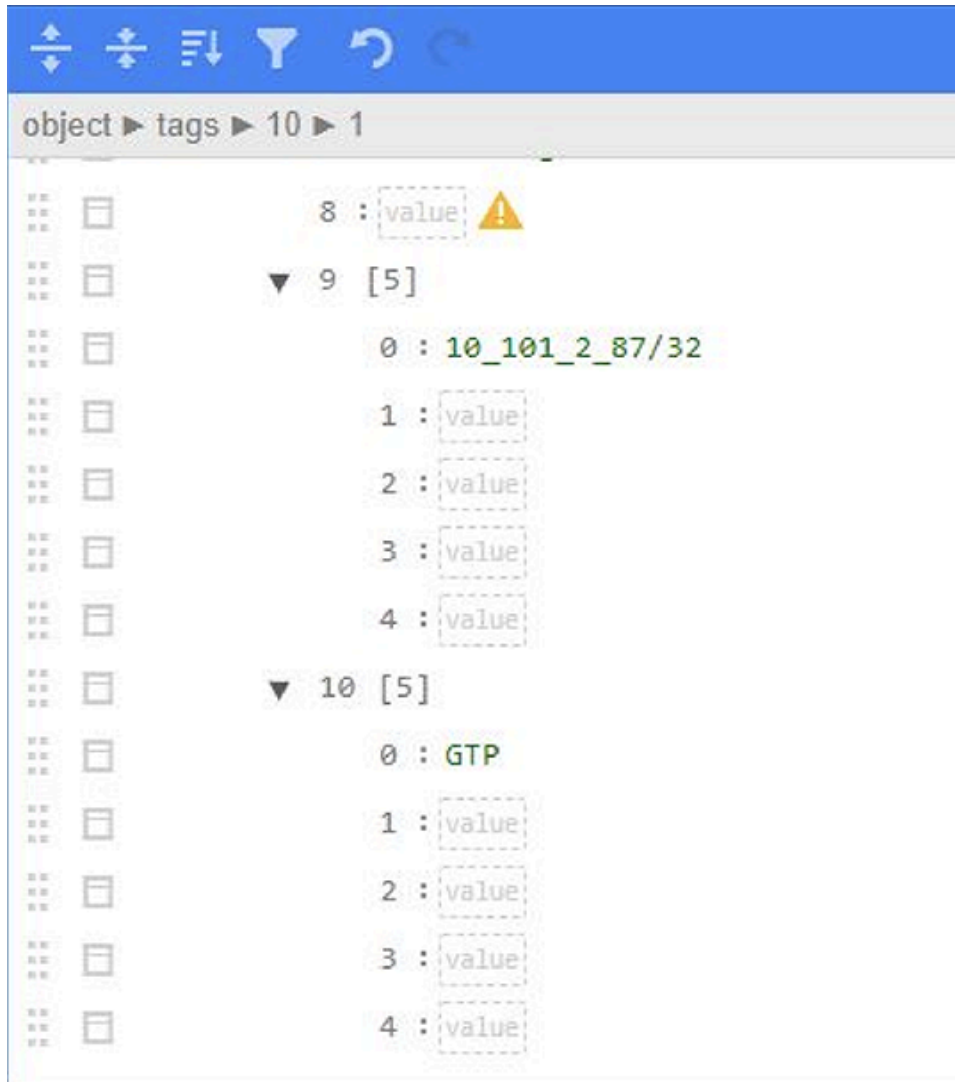 object ► tags ► 10 ► 1
8 : value
▼ 9 [5]
0 : 10_101_2_87/32
1 : value
2 : value
3 : value
4 : value
▼ 10 [5]
0 : GTP
1 : value
2 : value
3 : value
4 : value